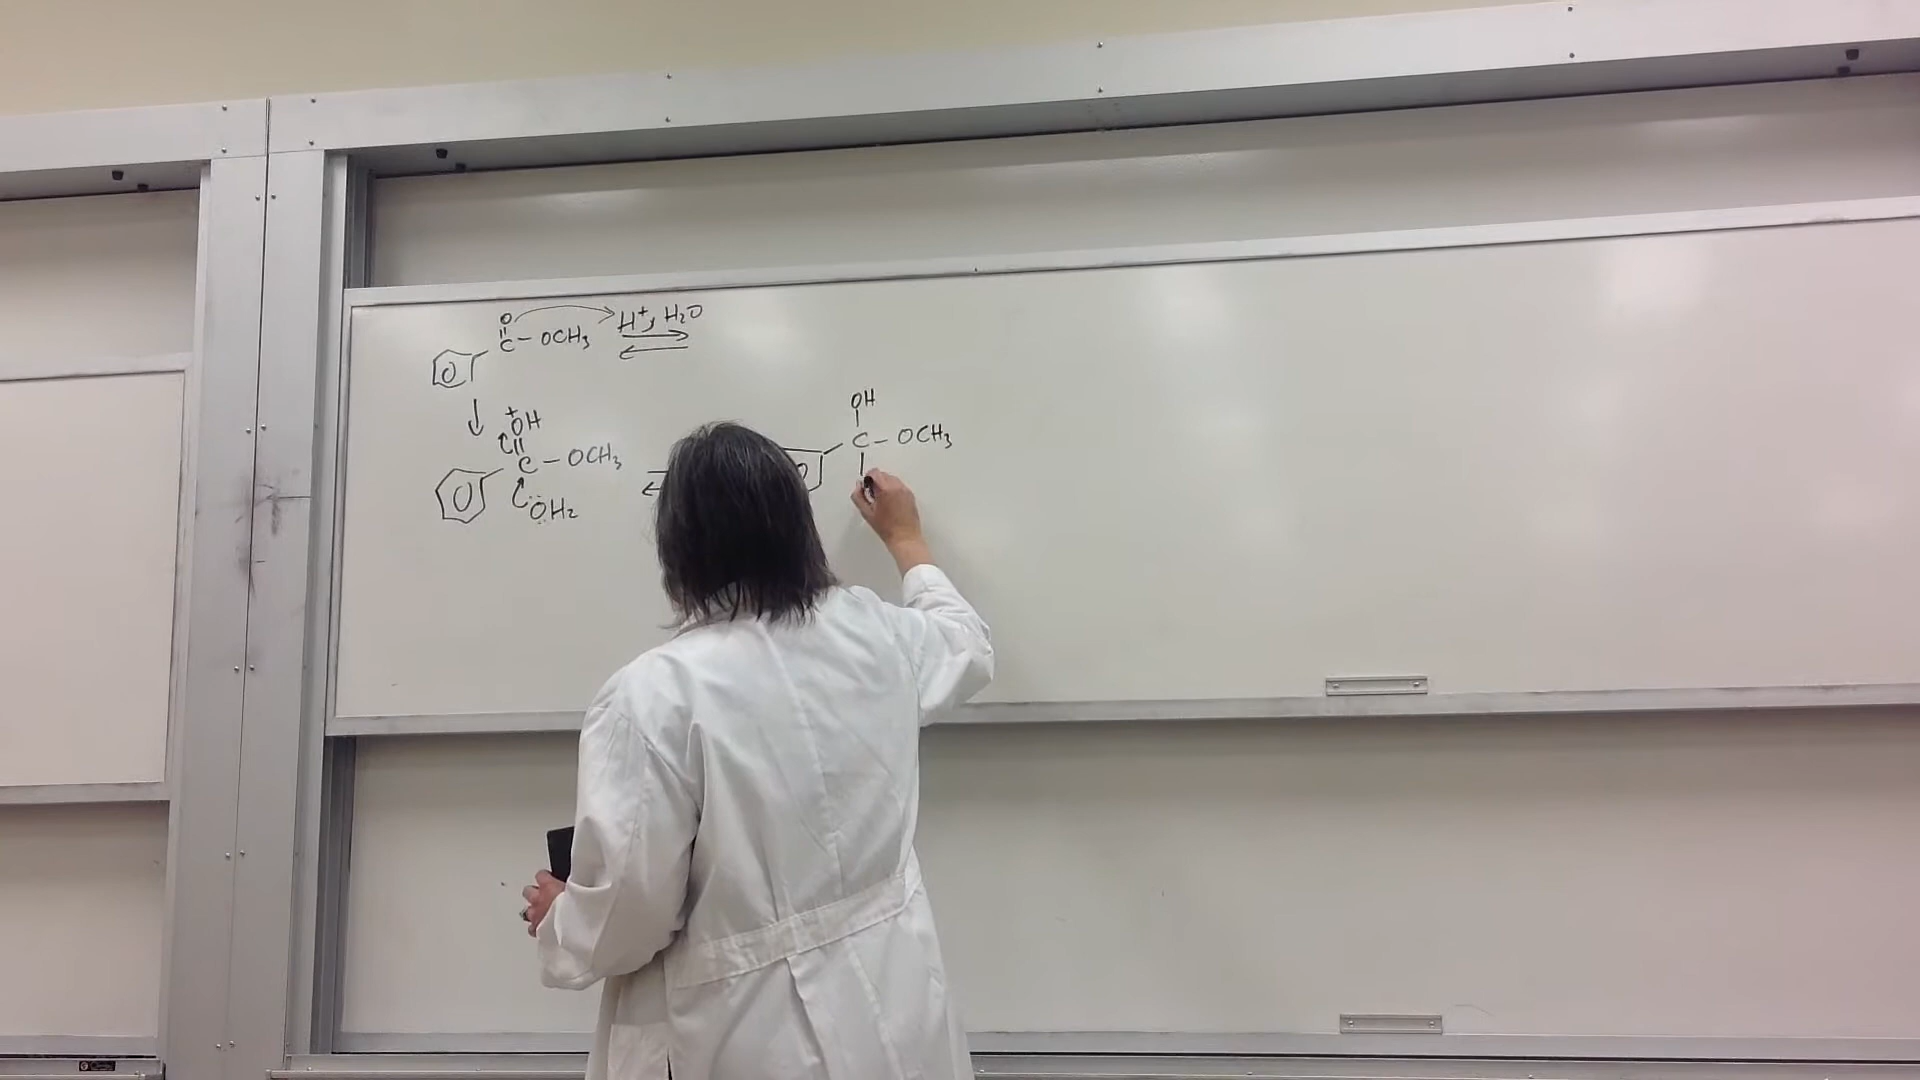 O
||
C - OCH3
H+, H2O
+
OH
||
C - OCH3
:OH2
OH
|
C - OCH3
|